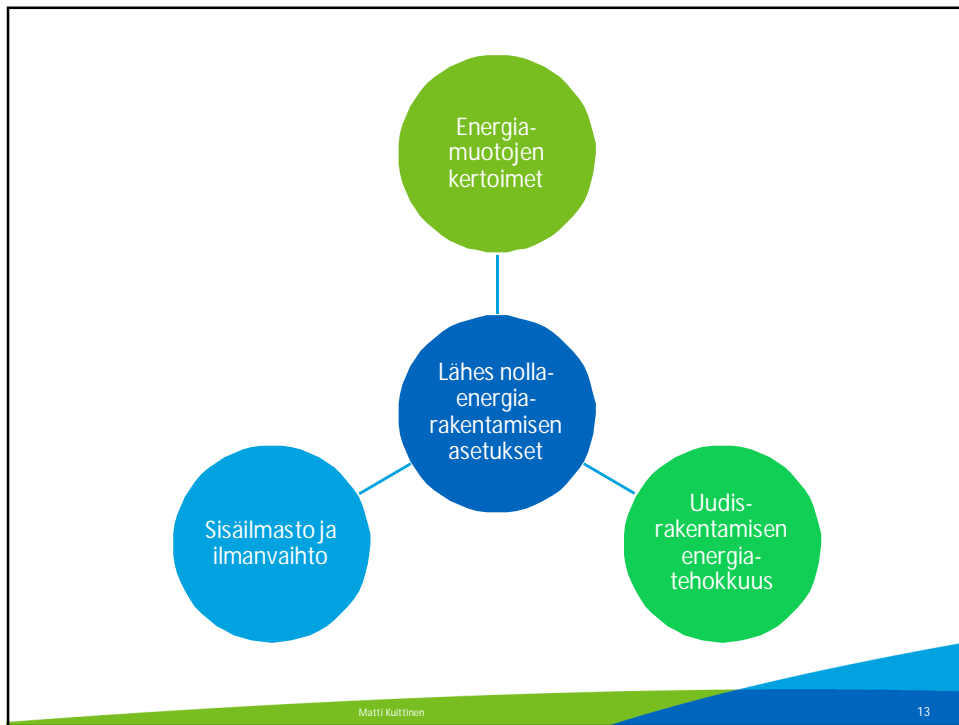 Energia-
muotojen
kertoimet
Lähes nolla-
energia-
rakentamisen
asetukset
Sisäilmasto ja
ilmanvaihto
Uudis-
rakentamisen
energia-
tehokkuus
Matti Kuittinen
13